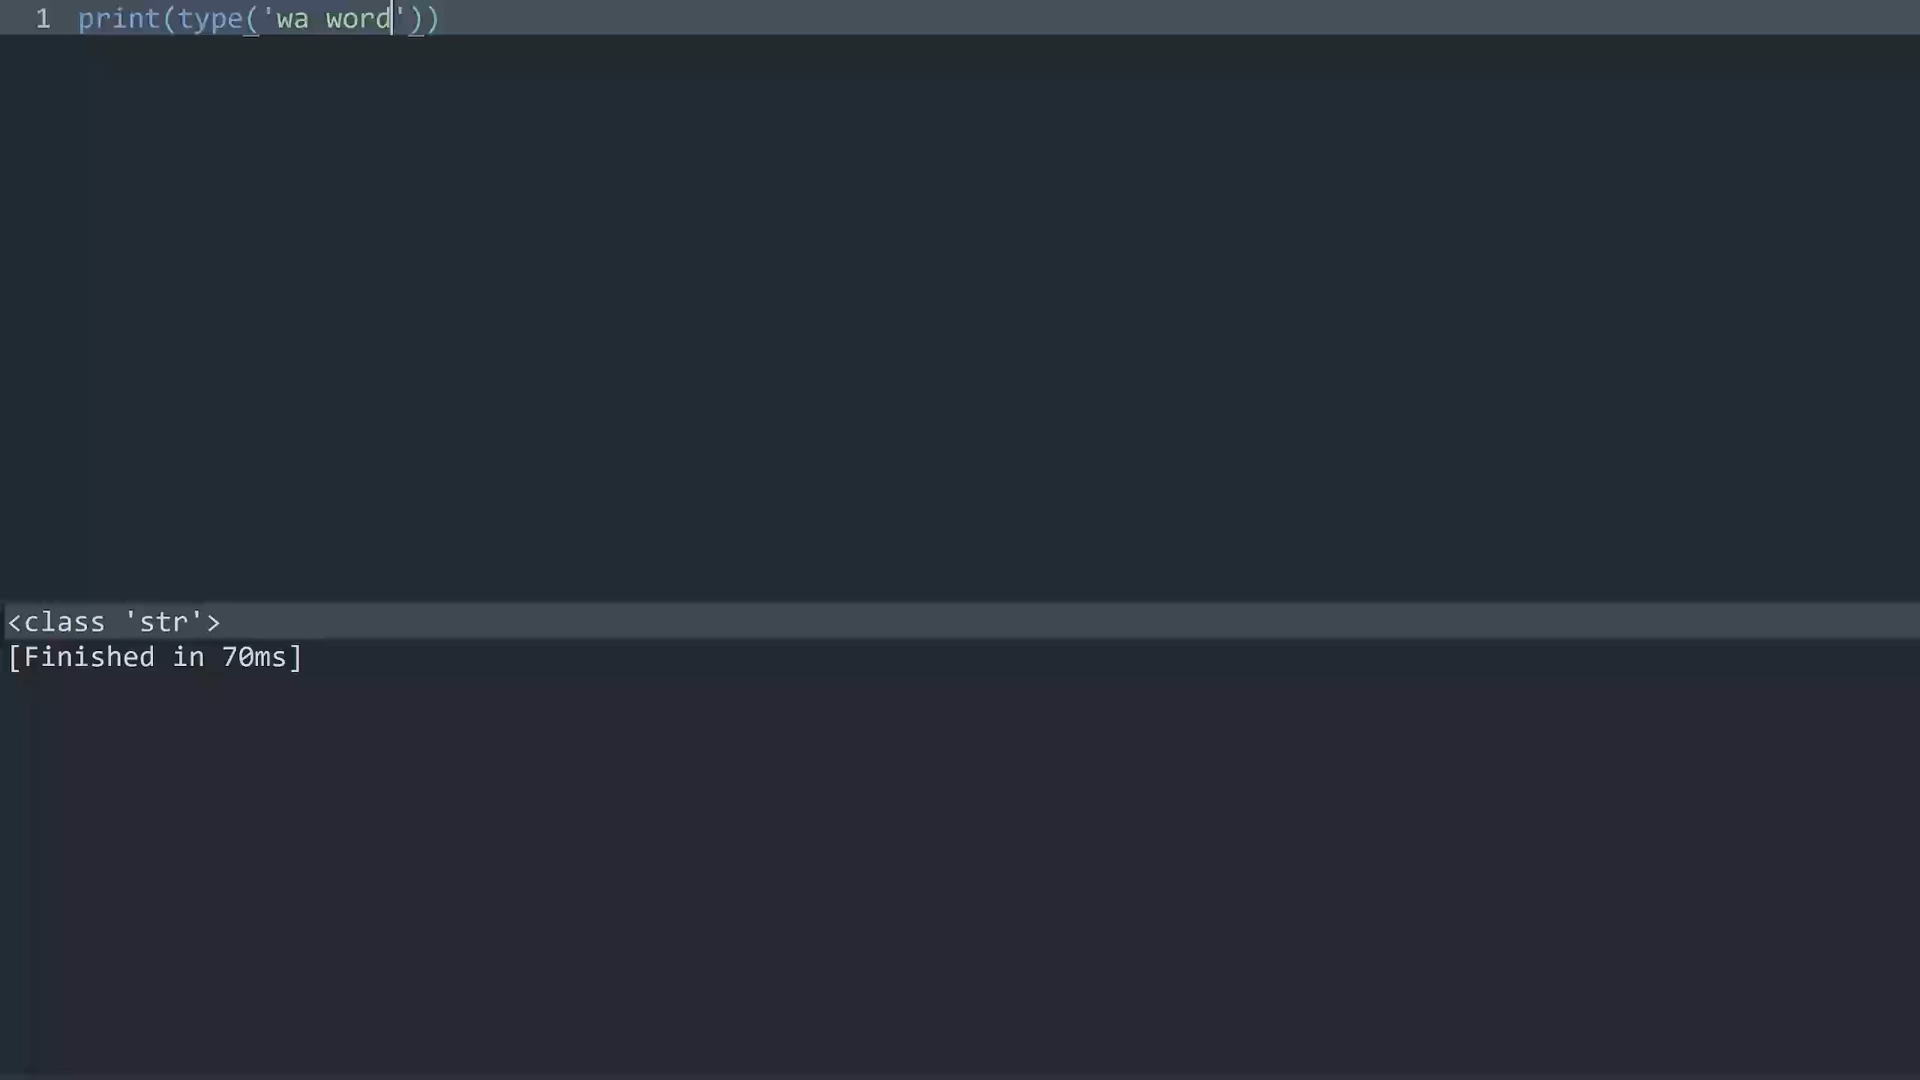 1 print(type('wa word'))
<class 'str'>
[Finished in 70ms]